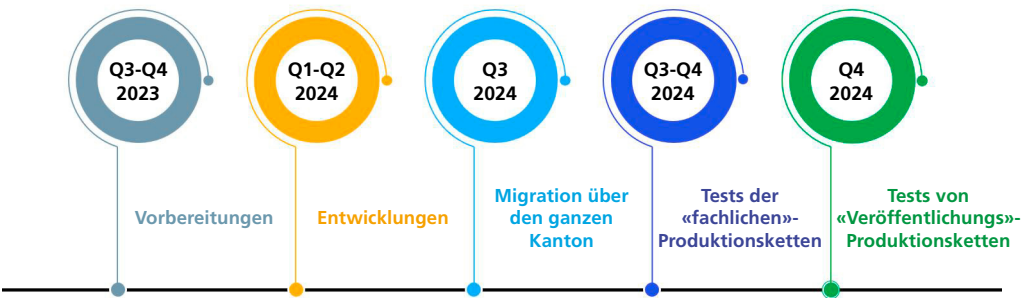 Q3-Q4
2023
Vorbereitungen
Q1-Q2
2024
Entwicklungen
Q3
2024
Migration über
den ganzen
Kanton
Q3-Q4
2024
Tests der
«fachlichen»-
Produktionsketten
Q4
2024
Tests von
«Veröffentlichungs»-
Produktionsketten